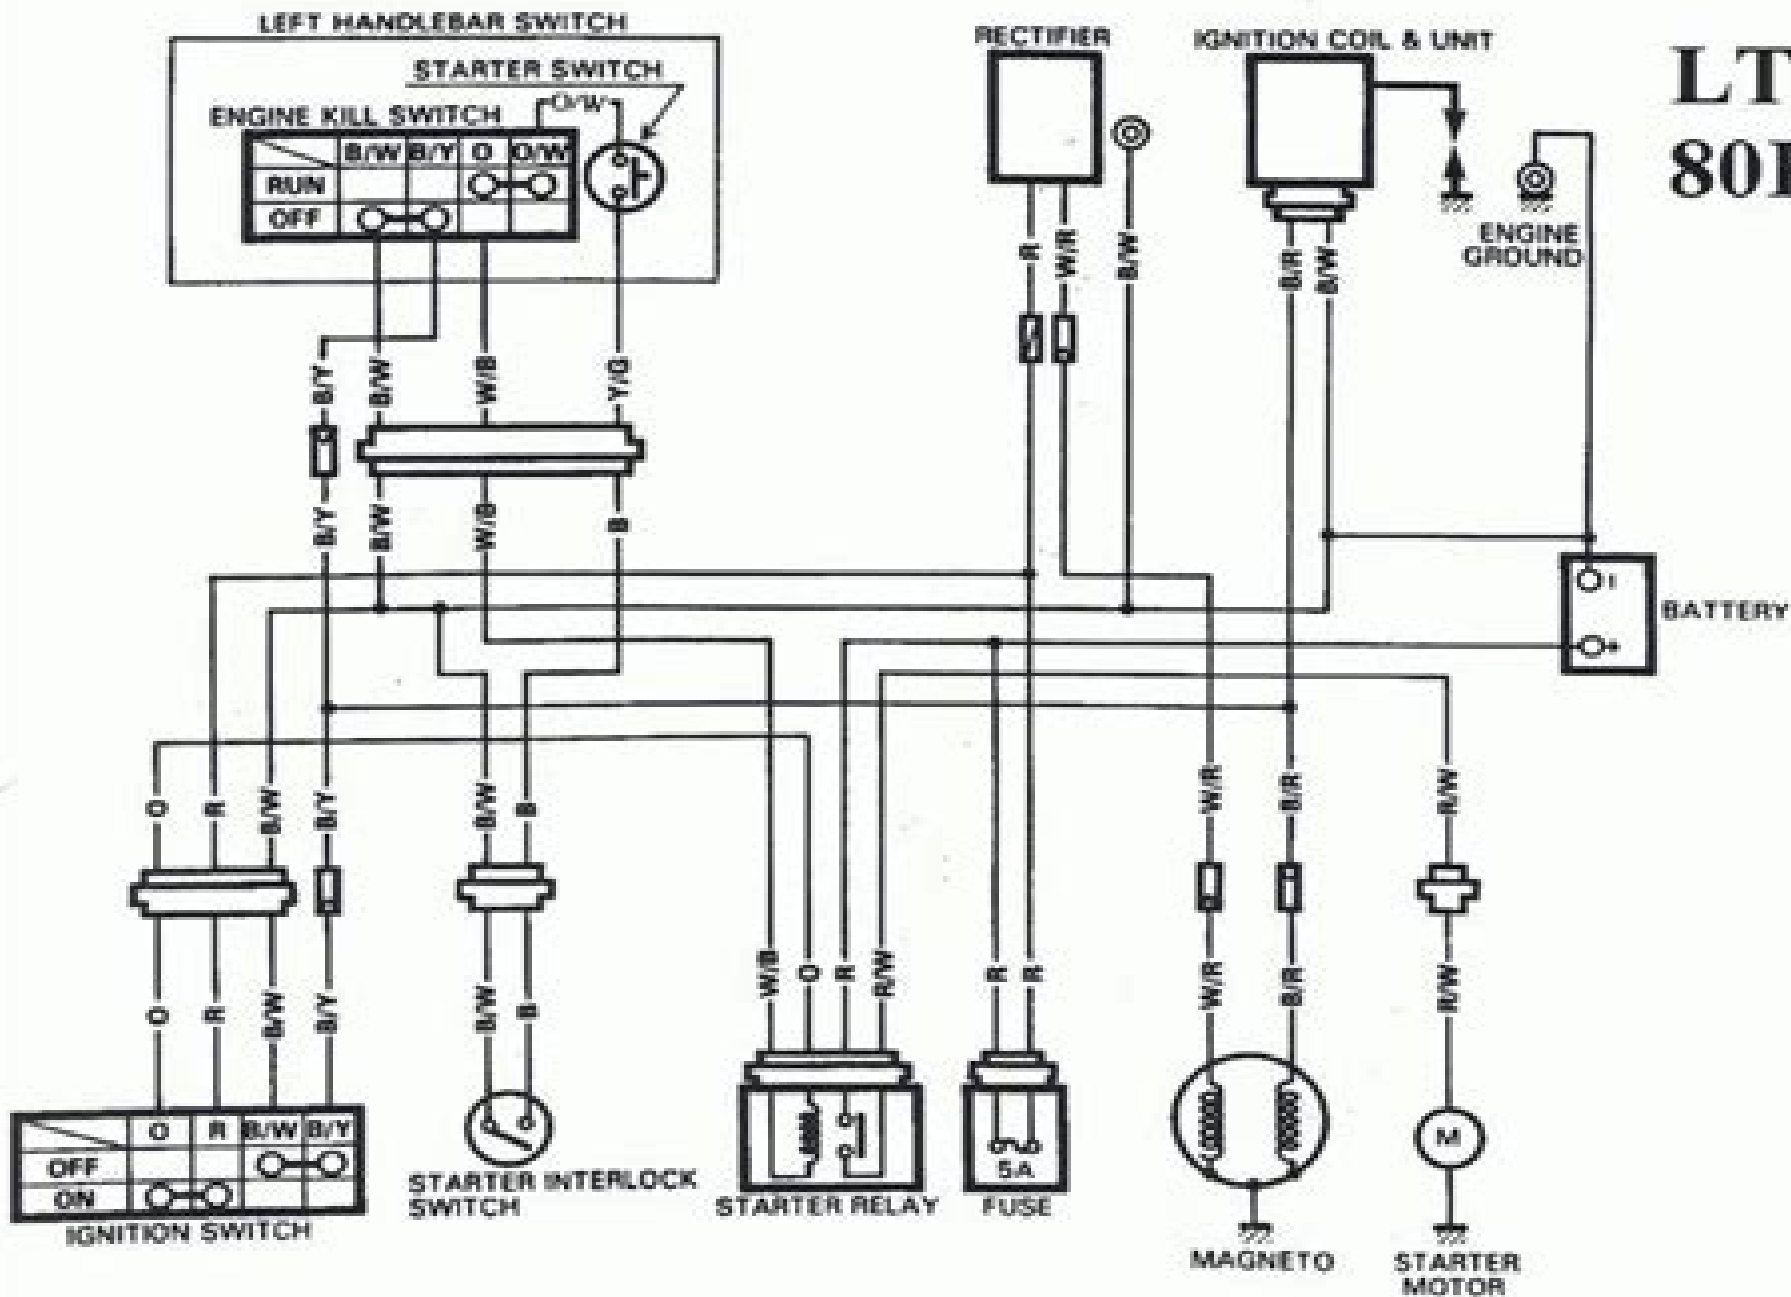 LEFT HANDLEBAR SWITCH
STARTER SWITCH
O/W
ENGINE KILL SWITCH
B/W B/Y O O/W
RUN
OFF
RECTIFIER
IGNITION COIL & UNIT
LT
80
ENGINE
GROUND
R W/R B/W B/R B/W
B/Y B/W W/B Y/G
B/Y B/W W/B B
BATTERY
O R B/W B/Y B/W B W/R B/R R/W
W/B O R R/W R R
O R B/W B/Y B/W B W/R B/R R/W
O R B/W B/Y
OFF
ON
IGNITION SWITCH
STARTER INTERLOCK
SWITCH
STARTER RELAY
5A
FUSE
MAGNETO
M
STARTER
MOTOR